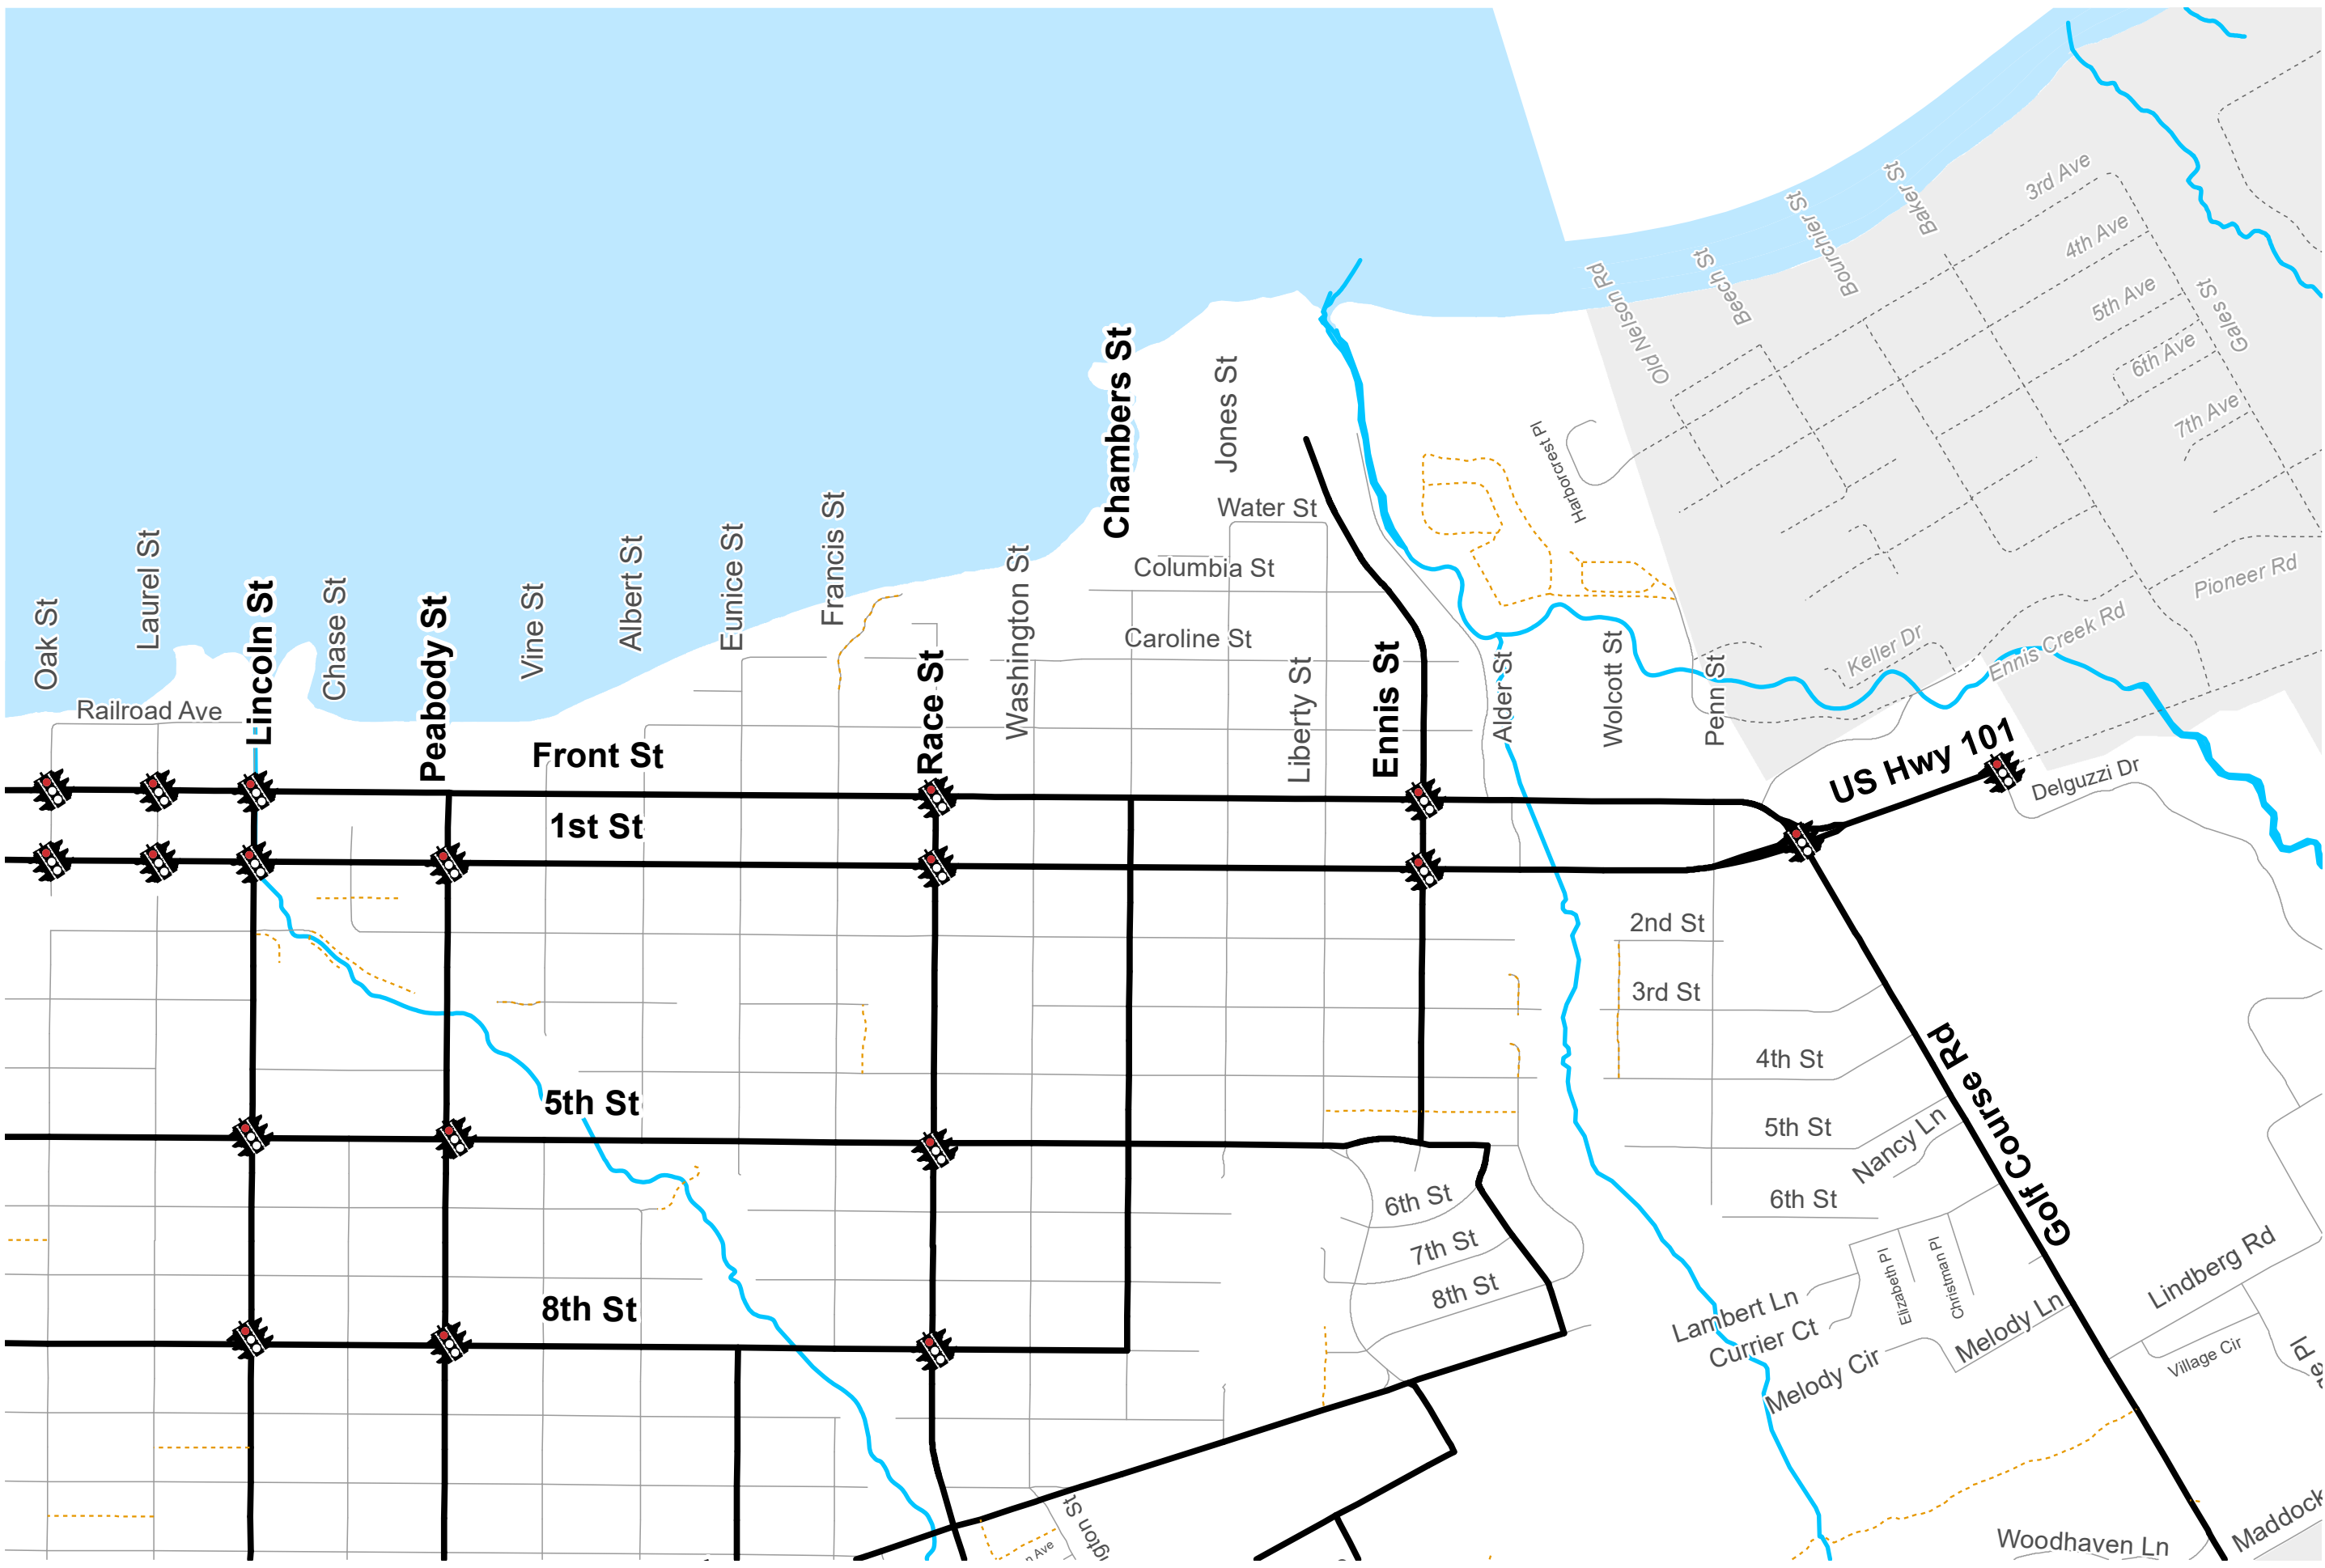 3rd Ave
Baker St
Bourchier St
4th Ave
Beech St
Old Nelson Rd
5th Ave
Gales St
6th Ave
7th Ave
Chambers St
Jones St
Harborcrest Pl
Water St
Columbia St
Caroline St
Pioneer Rd
Ennis Creek Rd
Keller Dr
Oak St
Laurel St
Lincoln St
Chase St
Peabody St
Vine St
Albert St
Eunice St
Francis St
Race St
Washington St
Liberty St
Ennis St
Alder St
Wolcott St
Penn St
Railroad Ave
Front St
US Hwy 101
Delguzzi Dr
1st St
2nd St
3rd St
4th St
Golf Course Rd
5th St
5th St
Nancy Ln
6th St
6th St
7th St
8th St
8th St
Elizabeth Pl
Christman Pl
Lindberg Rd
Lambert Ln
Currier Ct
Melody Ln
Melody Cir
Village Cir
Pl
Maddock
Woodhaven Ln
ngton St
Ave